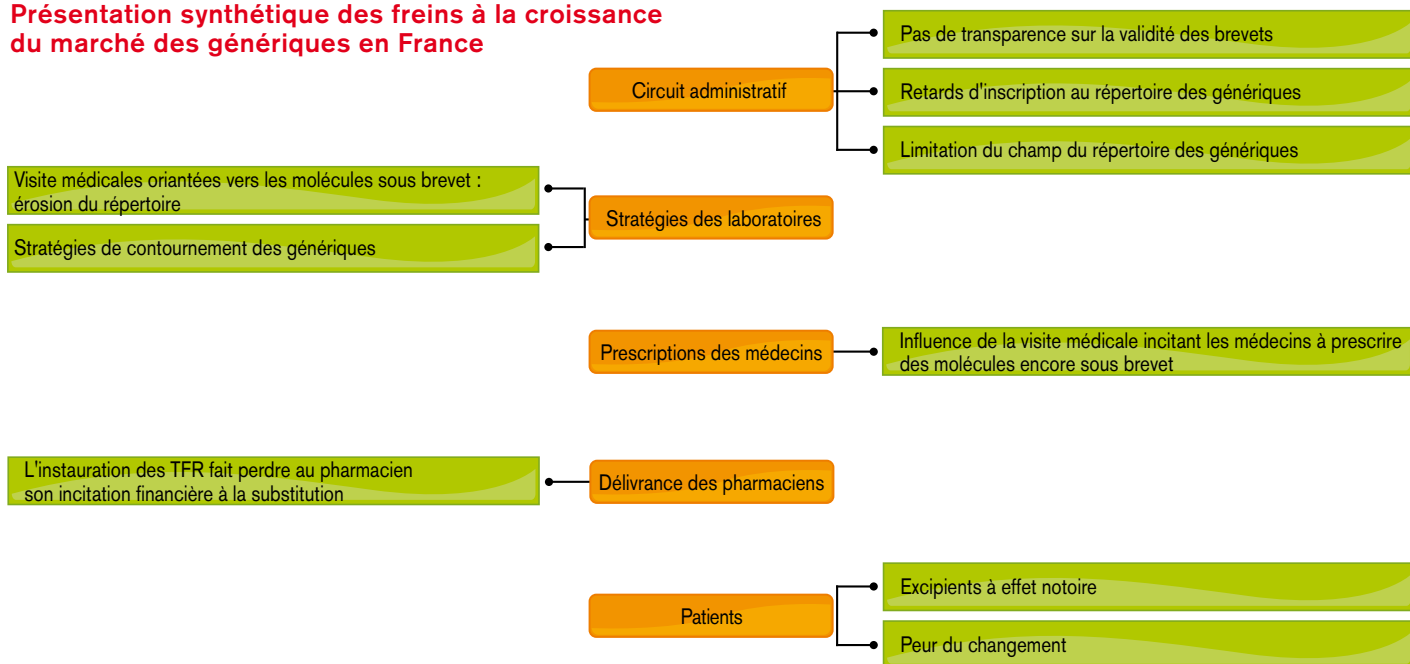 Présentation synthétique des freins à la croissance
du marché des génériques en France
Circuit administratif
Pas de transparence sur la validité des brevets
Retards d'inscription au répertoire des génériques
Limitation du champ du répertoire des génériques
Stratégies des laboratoires
Visite médicales oriantées vers les molécules sous brevet :
érosion du répertoire
Stratégies de contournement des génériques
Prescriptions des médecins
Influence de la visite médicale incitant les médecins à prescrire
des molécules encore sous brevet
Délivrance des pharmaciens
L'instauration des TFR fait perdre au pharmacien
son incitation financière à la substitution
Patients
Excipients à effet notoire
Peur du changement